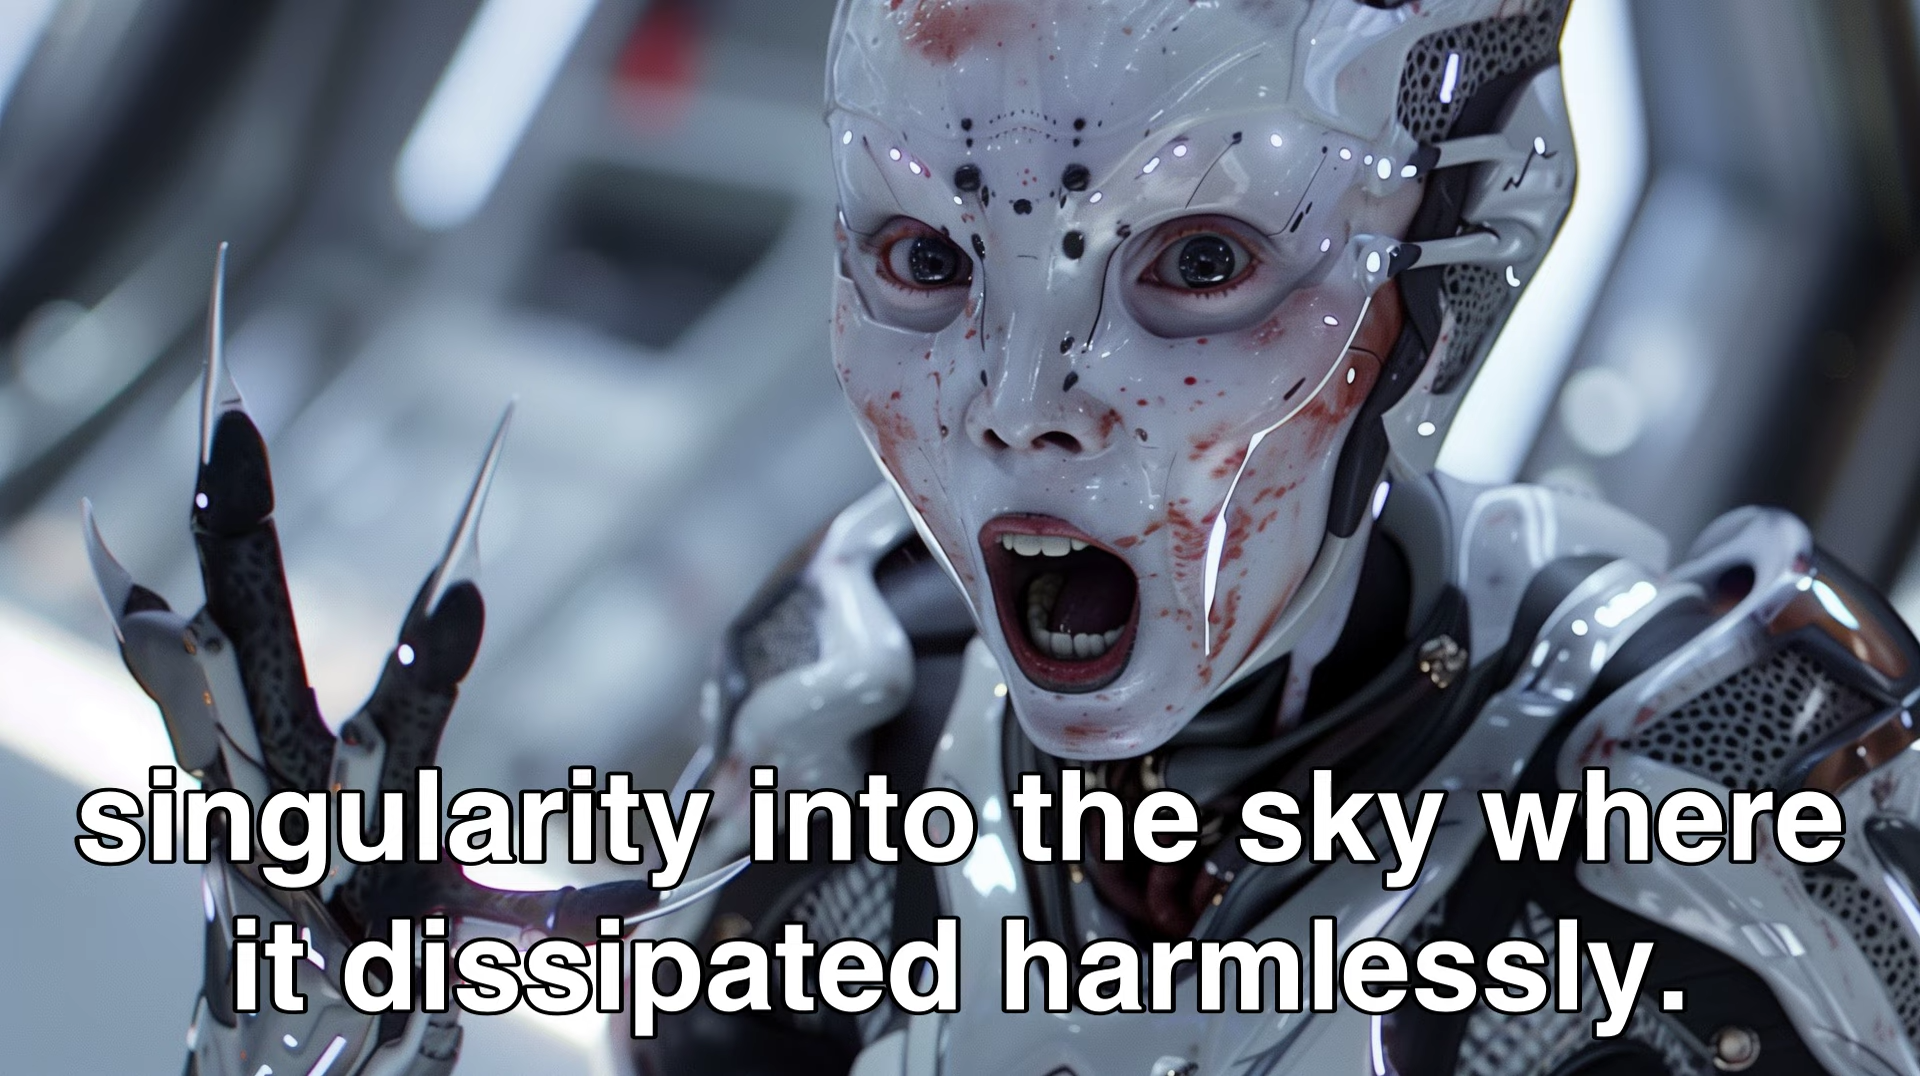 singularity into the sky where
it dissipated harmlessly.